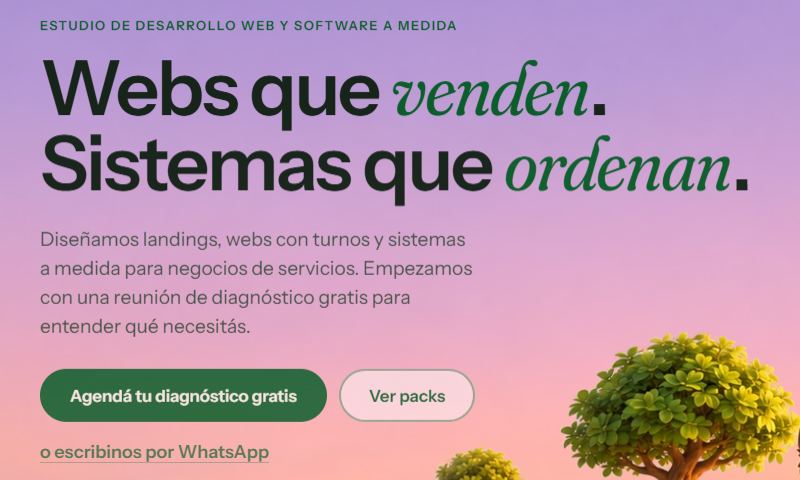 ESTUDIO DE DESARROLLO WEB Y SOFTWARE A MEDIDA
Webs que venden.
Sistemas que ordenan.
Diseñamos landings, webs con turnos y sistemas
a medida para negocios de servicios. Empezamos
con una reunión de diagnóstico gratis para
entender qué necesitás.
Agendá tu diagnóstico gratis
Ver packs
o escribinos por WhatsApp